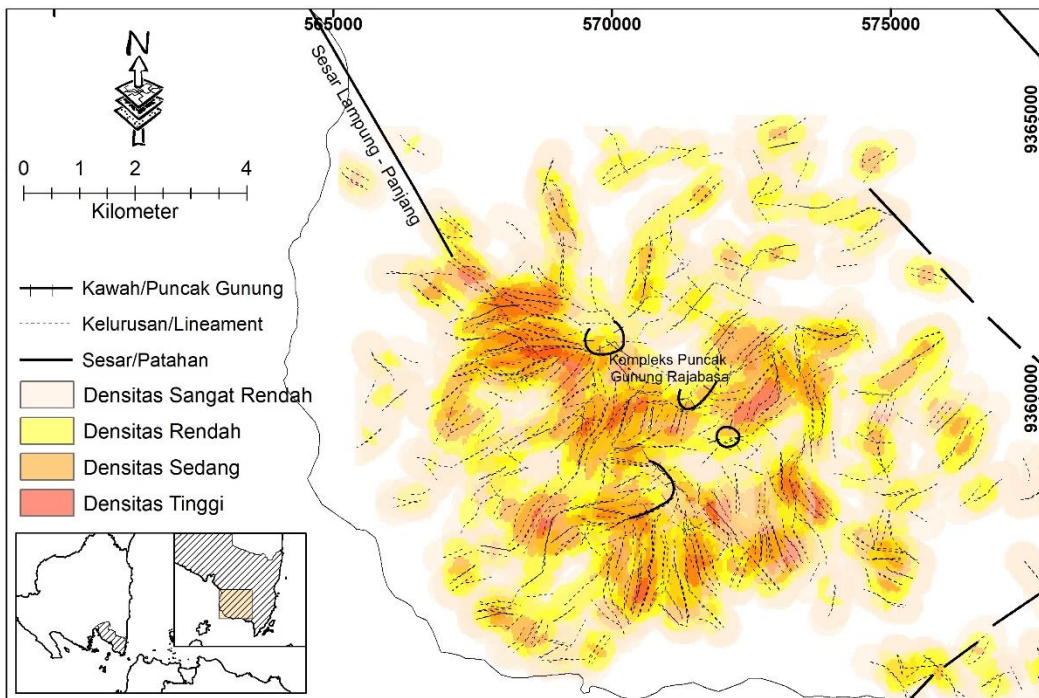 565000
570000
575000
N
0 2 4
Kilometer
Sesar Lampung - Panjang
9365000
Kawah/Puncak Gunung
Kelurusan/Lineament
Sesar/Patahan
Densitas Sangat Rendah
Densitas Rendah
Densitas Sedang
Densitas Tinggi
Kompleks Puncak
Gunung Rajabasa
9360000